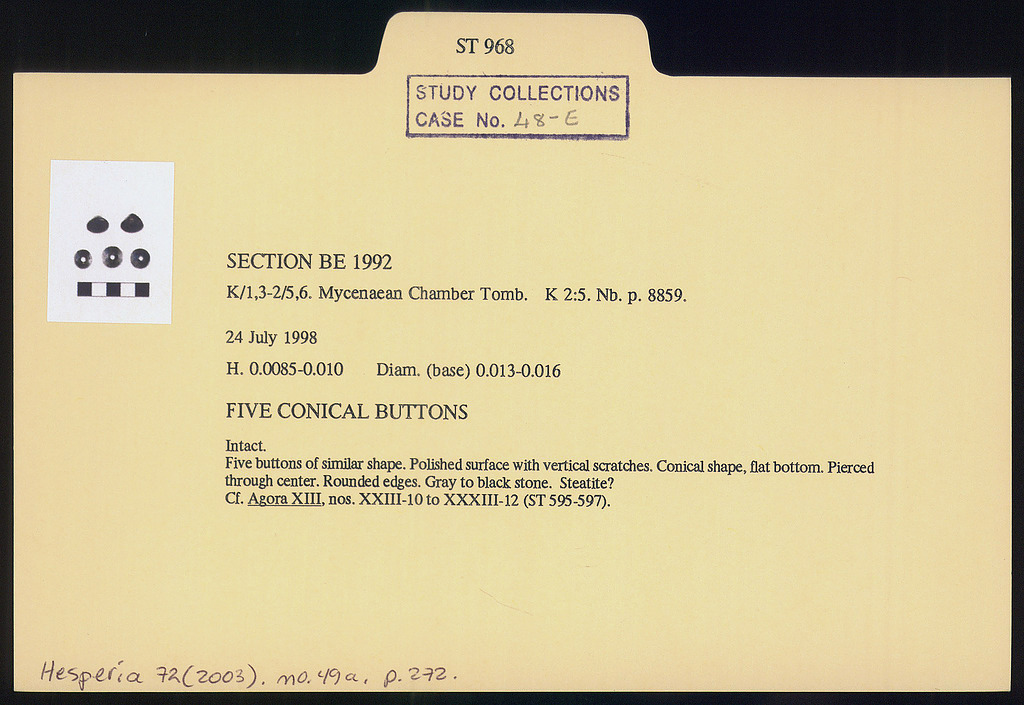 ST 968
STUDY COLLECTIONS
CASE No. 48-E
SECTION BE 1992
K/1,3-2/5,6. Mycenaean Chamber Tomb. K 2:5. Nb. p. 8859.
24 July 1998
H. 0.0085-0.010 Diam. (base) 0.013-0.016
FIVE CONICAL BUTTONS
Intact.
Five buttons of similar shape. Polished surface with vertical scratches. Conical shape, flat bottom. Pierced
through center. Rounded edges. Gray to black stone. Steatite?
Cf. Agora XIII, nos. XXIII-10 to XXXIII-12 (ST 595-597).
Hesperia 72(2003). no. 49a. p. 272.